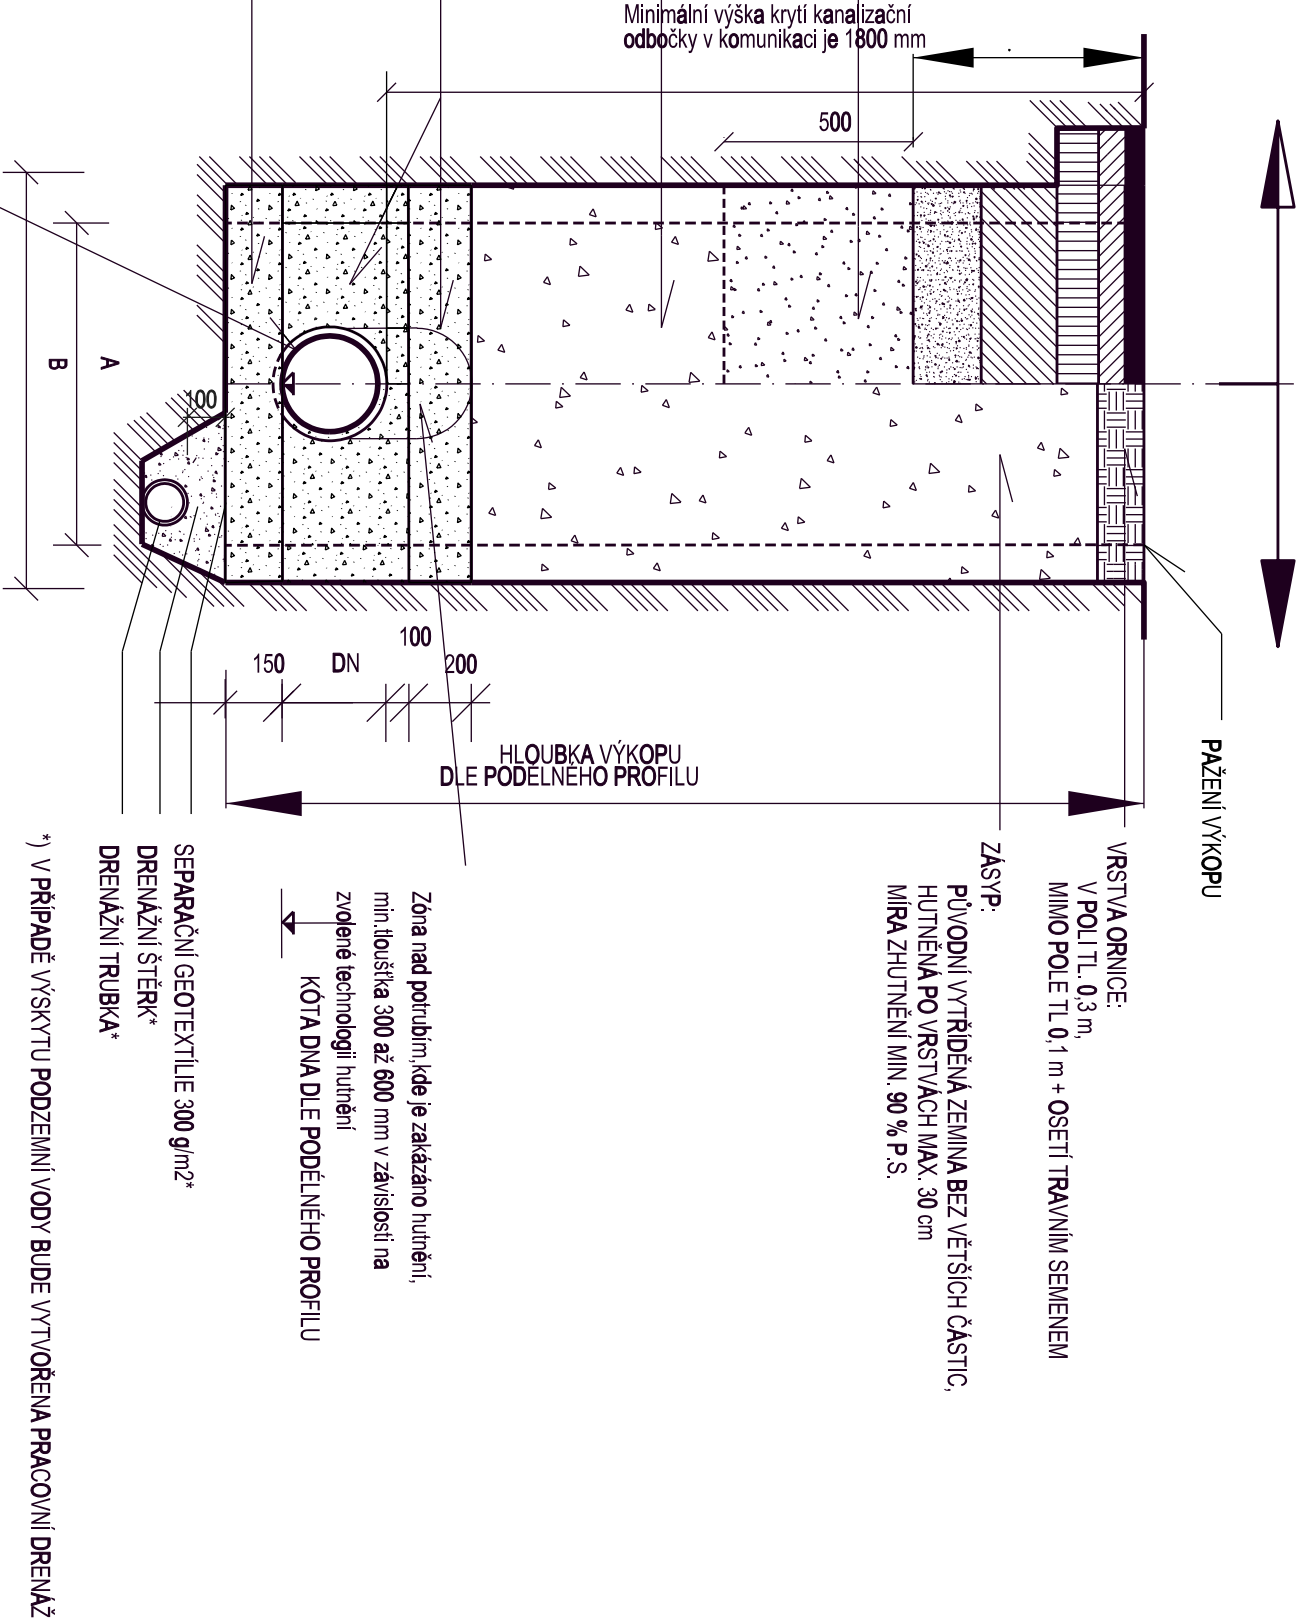 Minimální výška krytí kanalizační
odbočky v komunikaci je 1800 mm
500
A
B
100
150
DN
100
200
HLOUBKA VÝKOPU
DLE PODÉLNÉHO PROFILU
PAŽENÍ VÝKOPU
VRSTVA ORNICE:
V POLI TL. 0,3 m,
MIMO POLE TL 0,1 m + OSETÍ TRAVNÍM SEMENEM
ZÁSYP:
PŮVODNÍ VYTŘÍDĚNÁ ZEMINA BEZ VĚTŠÍCH ČÁSTIC,
HUTNĚNÁ PO VRSTVÁCH MAX. 30 cm
MÍRA ZHUTNĚNÍ MIN. 90 % P.S.
Zóna nad potrubím,kde je zakázáno hutnění,
min.tloušťka 300 až 600 mm v závislosti na
zvolené technologii hutnění
KÓTA DNA DLE PODÉLNÉHO PROFILU
SEPARAČNÍ GEOTEXTÍLIE 300 g/m2*
DRENÁŽNÍ ŠTĚRK*
DRENÁŽNÍ TRUBKA*
*) V PŘÍPADĚ VÝSKYTU PODZEMNÍ VODY BUDE VYTVOŘENA PRACOVNÍ DRENÁŽ